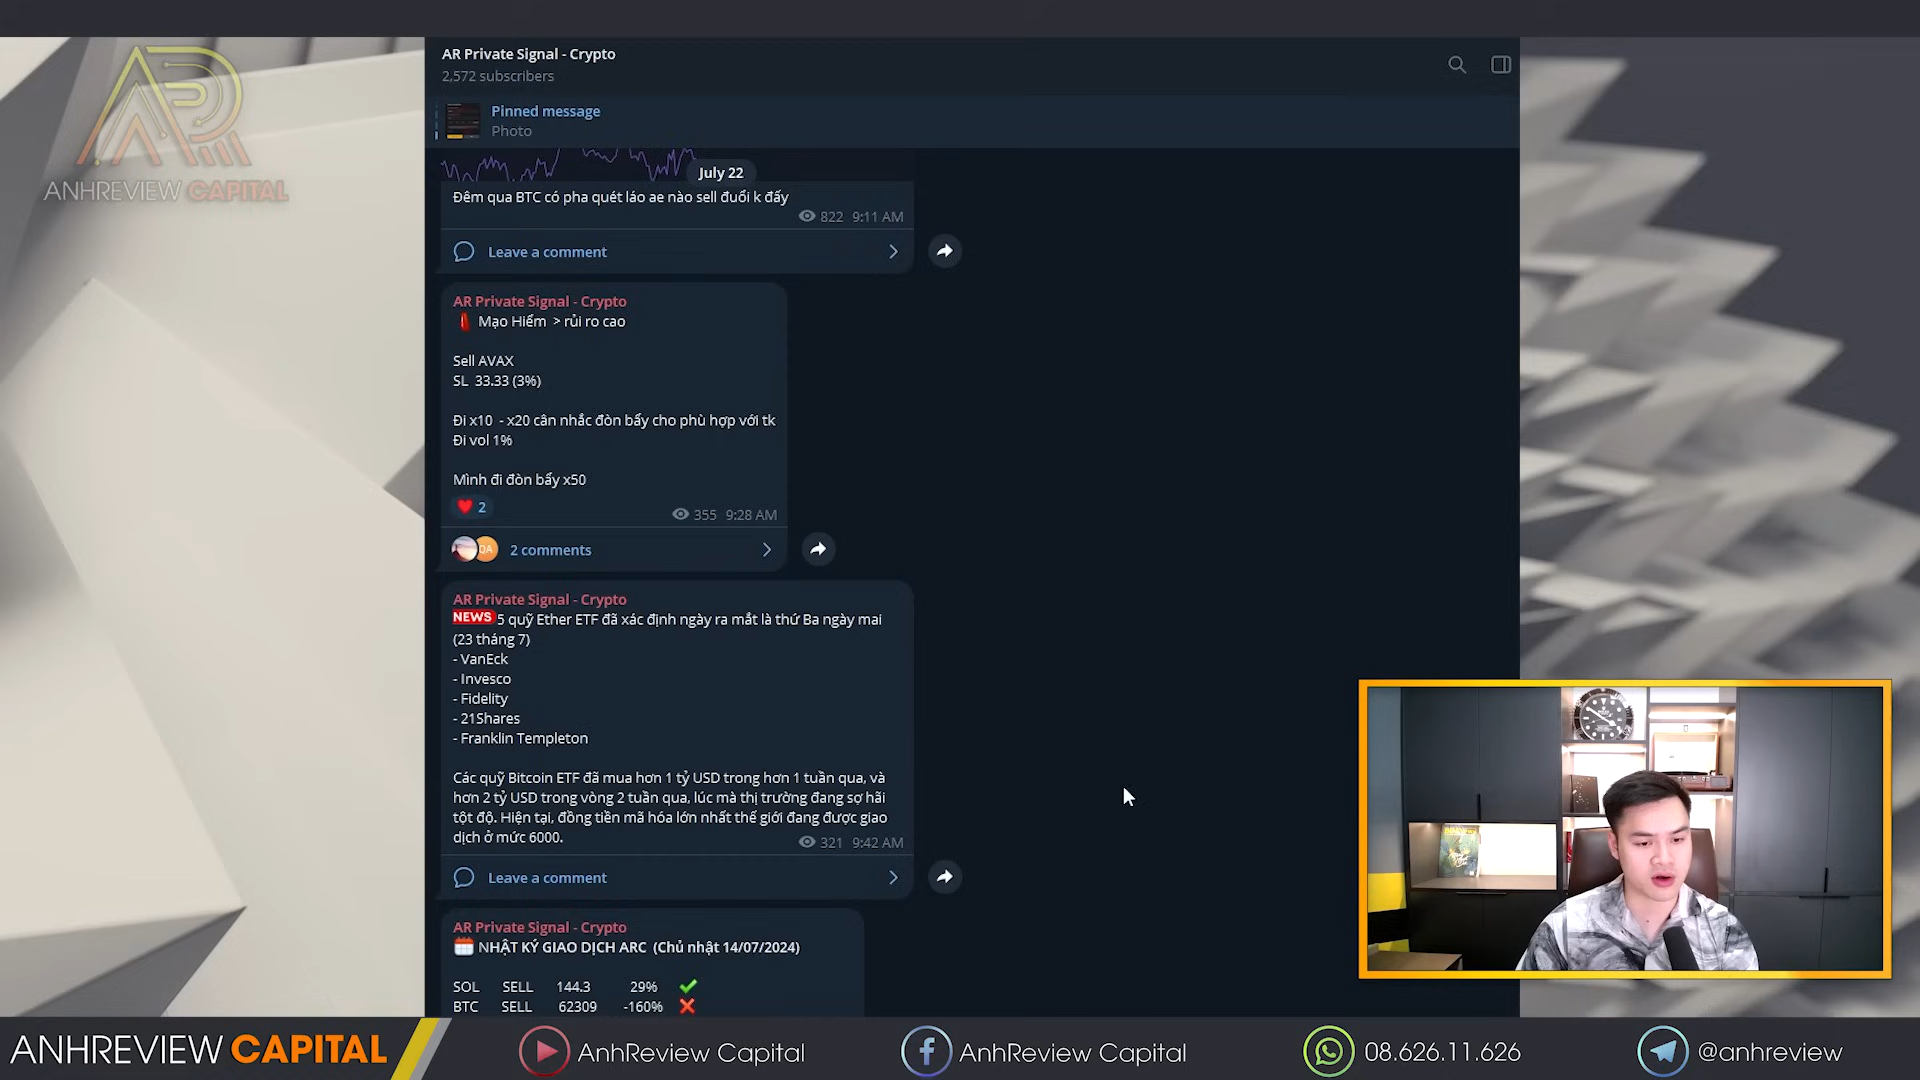 ANHREVIEW CAPITAL
AR Private Signal - Crypto
2,572 subscribers
Pinned message
Photo
July 22
Đêm qua BTC có pha quét láo ae nào sell đuổi k đấy
822 9:11 AM
Leave a comment
AR Private Signal - Crypto
Mạo Hiểm > rủi ro cao
Sell AVAX
SL 33.33 (3%)
Đi x10 - x20 cân nhắc đòn bẩy cho phù hợp với tk
Đi vol 1%
Mình đi đòn bẩy x50
2
355 9:28 AM
DA
2 comments
AR Private Signal - Crypto
NEWS 5 quỹ Ether ETF đã xác định ngày ra mắt là thứ Ba ngày mai
(23 tháng 7)
- VanEck
- Invesco
- Fidelity
- 21Shares
- Franklin Templeton
Các quỹ Bitcoin ETF đã mua hơn 1 tỷ USD trong hơn 1 tuần qua, và
hơn 2 tỷ USD trong vòng 2 tuần qua, lúc mà thị trường đang sợ hãi
tột độ. Hiện tại, đồng tiền mã hóa lớn nhất thế giới đang được giao
dịch ở mức 6000.
321 9:42 AM
Leave a comment
AR Private Signal - Crypto
NHẬT KÝ GIAO DỊCH ARC (Chủ nhật 14/07/2024)
SOL SELL 144.3 29%
BTC SELL 62309 -160%
ANHREVIEW CAPITAL
AnhReview Capital
AnhReview Capital
08.626.11.626
@anhreview